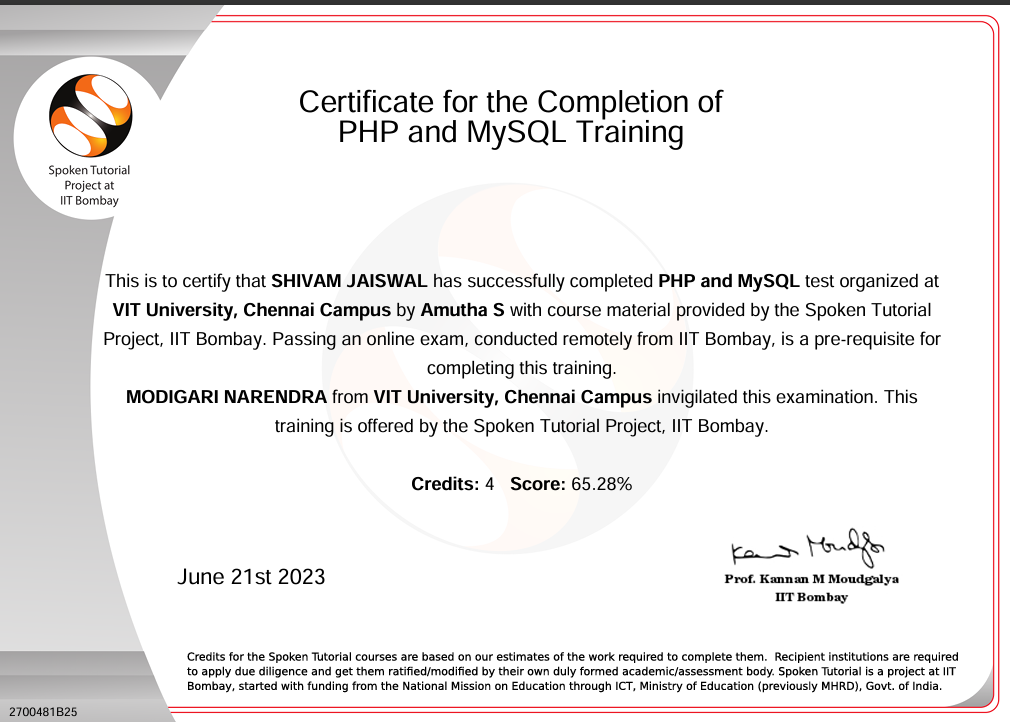 Spoken Tutorial
Project at
IIT Bombay
Certificate for the Completion of
PHP and MySQL Training
This is to certify that SHIVAM JAISWAL has successfully completed PHP and MySQL test organized at
VIT University, Chennai Campus by Amutha S with course material provided by the Spoken Tutorial
Project, IIT Bombay. Passing an online exam, conducted remotely from IIT Bombay, is a pre-requisite for
completing this training.
MODIGARI NARENDRA from VIT University, Chennai Campus invigilated this examination. This
training is offered by the Spoken Tutorial Project, IIT Bombay.
Credits: 4 Score: 65.28%
June 21st 2023
Kannan Moudgalya
Prof. Kannan M Moudgalya
IIT Bombay
Credits for the Spoken Tutorial courses are based on our estimates of the work required to complete them. Recipient institutions are required
to apply due diligence and get them ratified/modified by their own duly formed academic/assessment body. Spoken Tutorial is a project at IIT
Bombay, started with funding from the National Mission on Education through ICT, Ministry of Education (previously MHRD), Govt. of India.
2700481B25